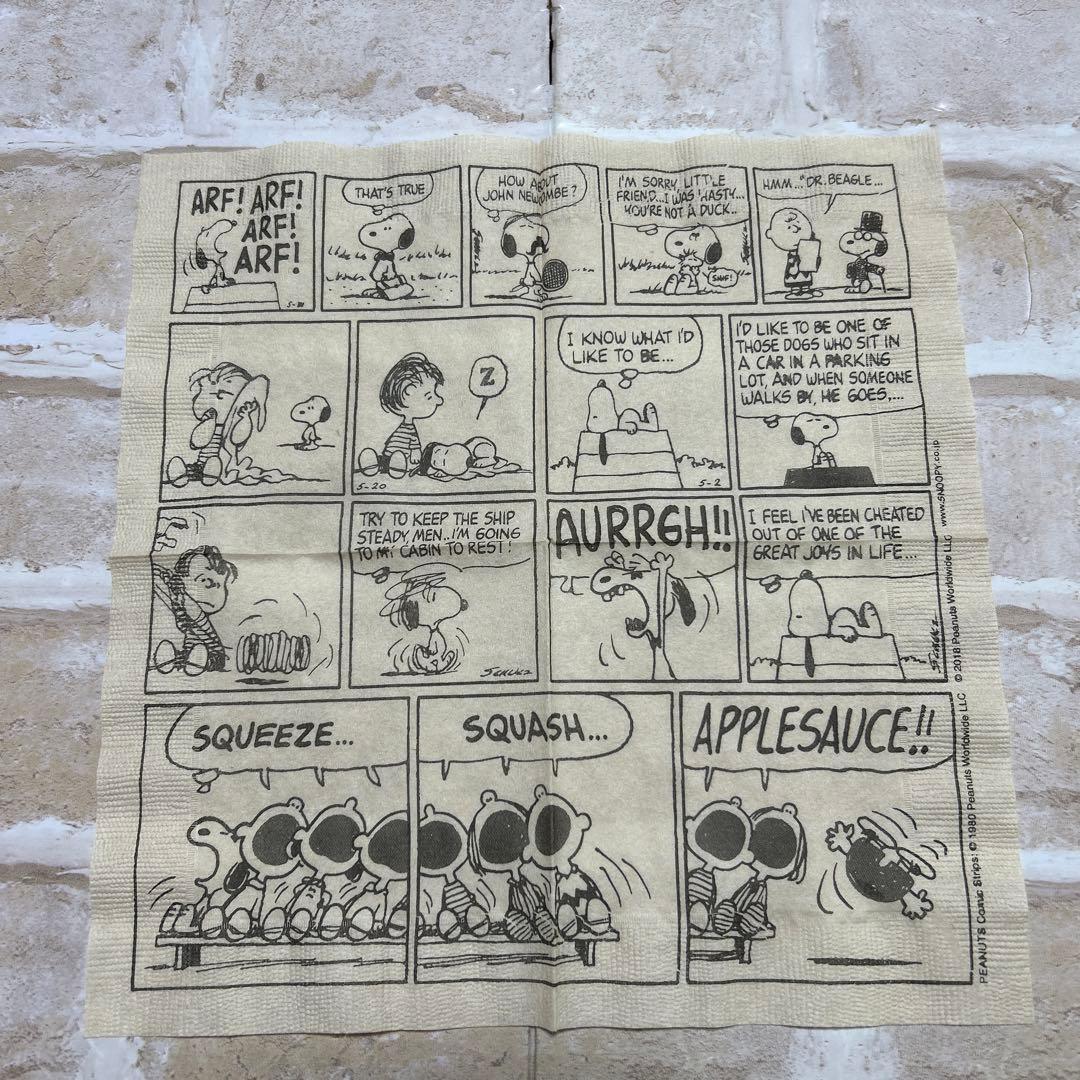 ARF! ARF!
ARF!
ARF!
THAT'S TRUE
HOW ABOUT
JOHN NEWCOMBE?
SCHULZ
I'M SORRY, LITTLE
FRIEND...I WAS HASTY...
YOU'RE NOT A DUCK..
SNIF!
HMM..."DR. BEAGLE...
Z
5-20
I KNOW WHAT I'D
LIKE TO BE...
5-2
I'D LIKE TO BE ONE OF
THOSE DOGS WHO SIT IN
A CAR IN A PARKING
LOT, AND WHEN SOMEONE
WALKS BY, HE GOES,...
TRY TO KEEP THE SHIP
STEADY, MEN..I'M GOING
TO MY CABIN TO REST!
SCHULZ
AURRGH!!
I FEEL I'VE BEEN CHEATED
OUT OF ONE OF THE
GREAT JOYS IN LIFE...
SCHULZ
SQUEEZE...
SQUASH...
APPLESAUCE!!
PEANUTS Comic Strips: © 1980 Peanuts Worldwide LLC
© 2018 Peanuts Worldwide LLC www.SNOOPY.co.jp